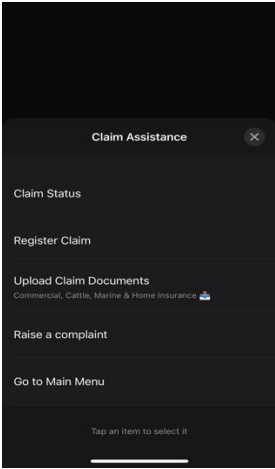 Claim Assistance
Claim Status
Register Claim
Upload Claim Documents
Commercial, Cattle, Marine & Home Insurance 📥
Raise a complaint
Go to Main Menu
Tap an item to select it